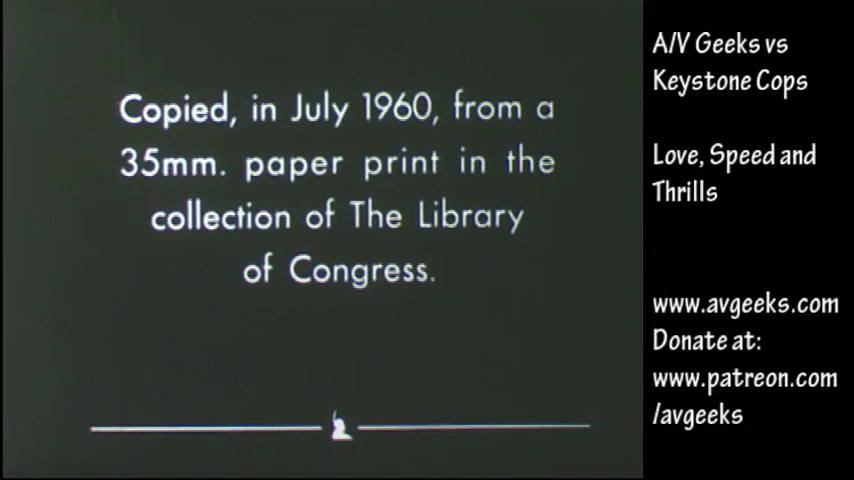 Copied, in July 1960, from a
35mm. paper print in the
collection of The Library
of Congress.
A/V Geeks vs
Keystone Cops
Love, Speed and
Thrills
www.avgeeks.com
Donate at:
www.patreon.com
/avgeeks